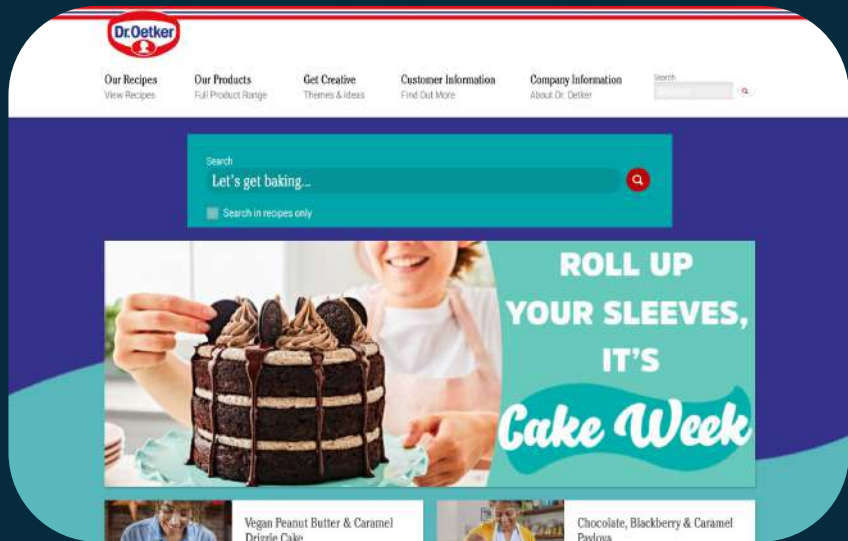 Dr.Oetker
Our Recipes
View Recipes
Our Products
Full Product Range
Get Creative
Themes & Ideas
Customer Information
Find Out More
Company Information
About Dr. Oetker
Search
Search
Let's get baking...
Search in recipes only
ROLL UP
YOUR SLEEVES,
IT'S
Cake Week
Vegan Peanut Butter & Caramel
Drizzle Cake
Chocolate, Blackberry & Caramel
Pavlova